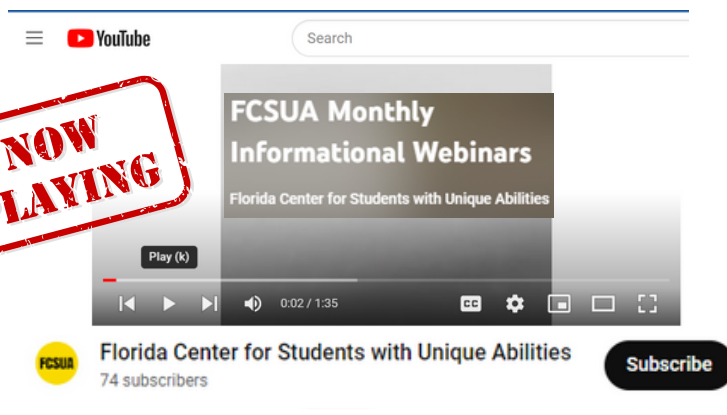 YouTube
Search
FCSUA Monthly
Informational Webinars
Florida Center for Students with Unique Abilities
NOW
PLAYING
Play (k)
0:02 / 1:35
CC
FCSUA
Florida Center for Students with Unique Abilities
74 subscribers
Subscribe